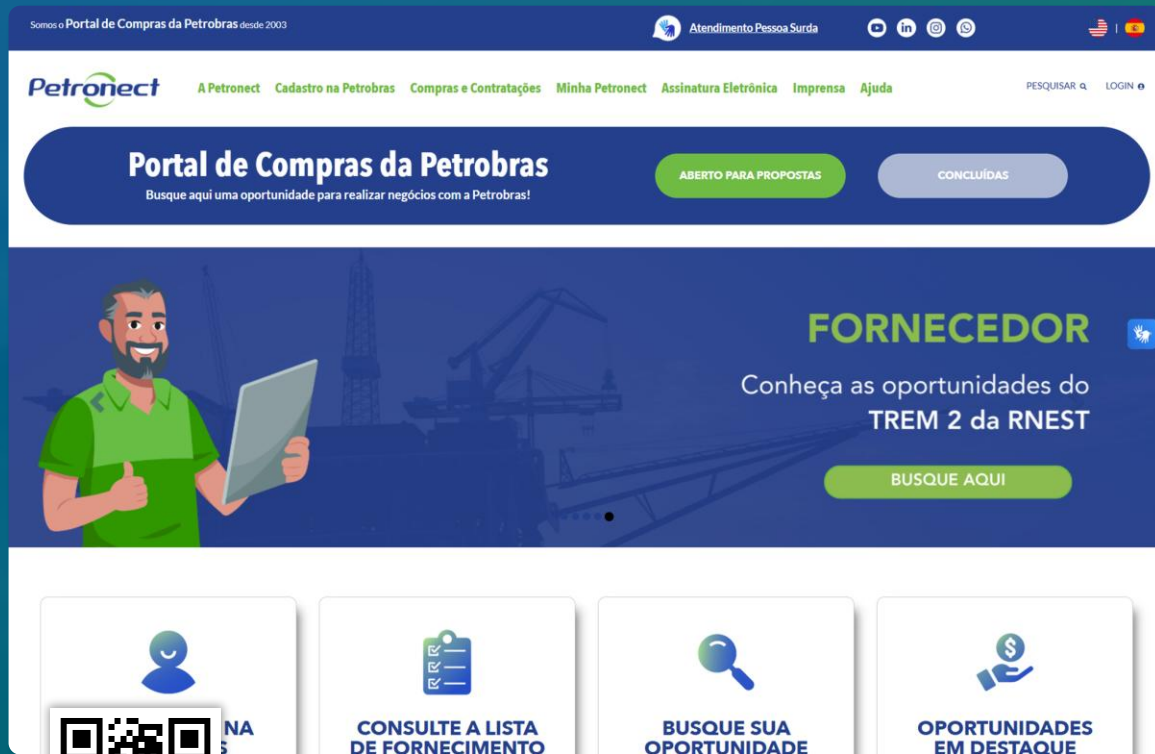 Somos o Portal de Compras da Petrobras desde 2003
Atendimento Pessoa Surda
|
Petronect
A Petronect Cadastro na Petrobras Compras e Contratações Minha Petronect Assinatura Eletrônica Imprensa Ajuda
PESQUISAR LOGIN
Portal de Compras da Petrobras
Busque aqui uma oportunidade para realizar negócios com a Petrobras!
ABERTO PARA PROPOSTAS
CONCLUÍDAS
FORNECEDOR
Conheça as oportunidades do
TREM 2 da RNEST
BUSQUE AQUI
NA
CONSULTE A LISTA
DE FORNECIMENTO
BUSQUE SUA
OPORTUNIDADE
OPORTUNIDADES
EM DESTAQUE